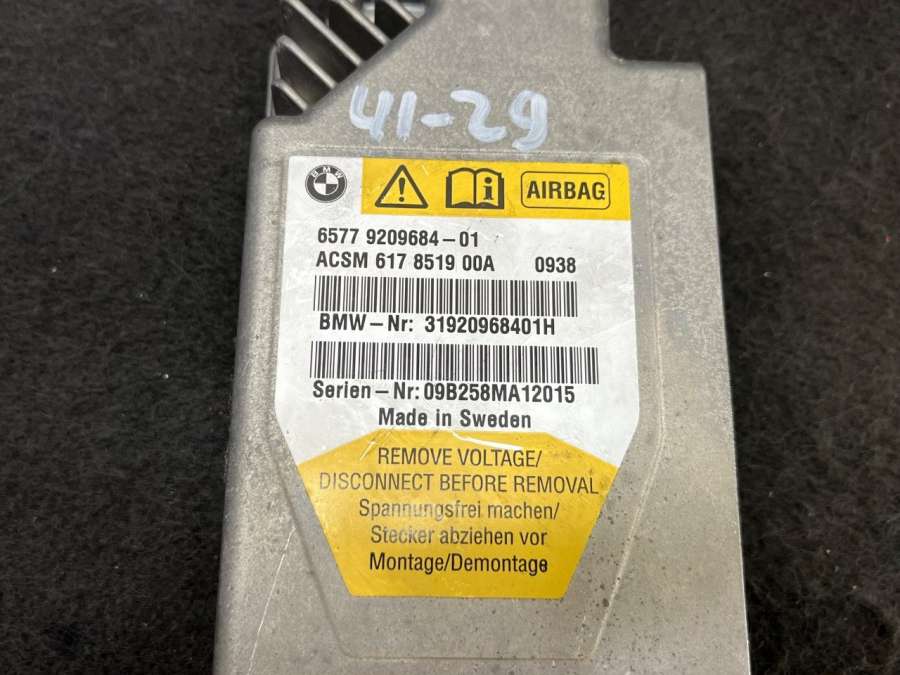 41-29
BMW
AIRBAG
6577 9209684-01
ACSM 617 8519 00A 0938
BMW-Nr: 31920968401H
Serien-Nr: 09B258MA12015
Made in Sweden
REMOVE VOLTAGE/
DISCONNECT BEFORE REMOVAL
Spannungsfrei machen/
Stecker abziehen vor
Montage/Demontage